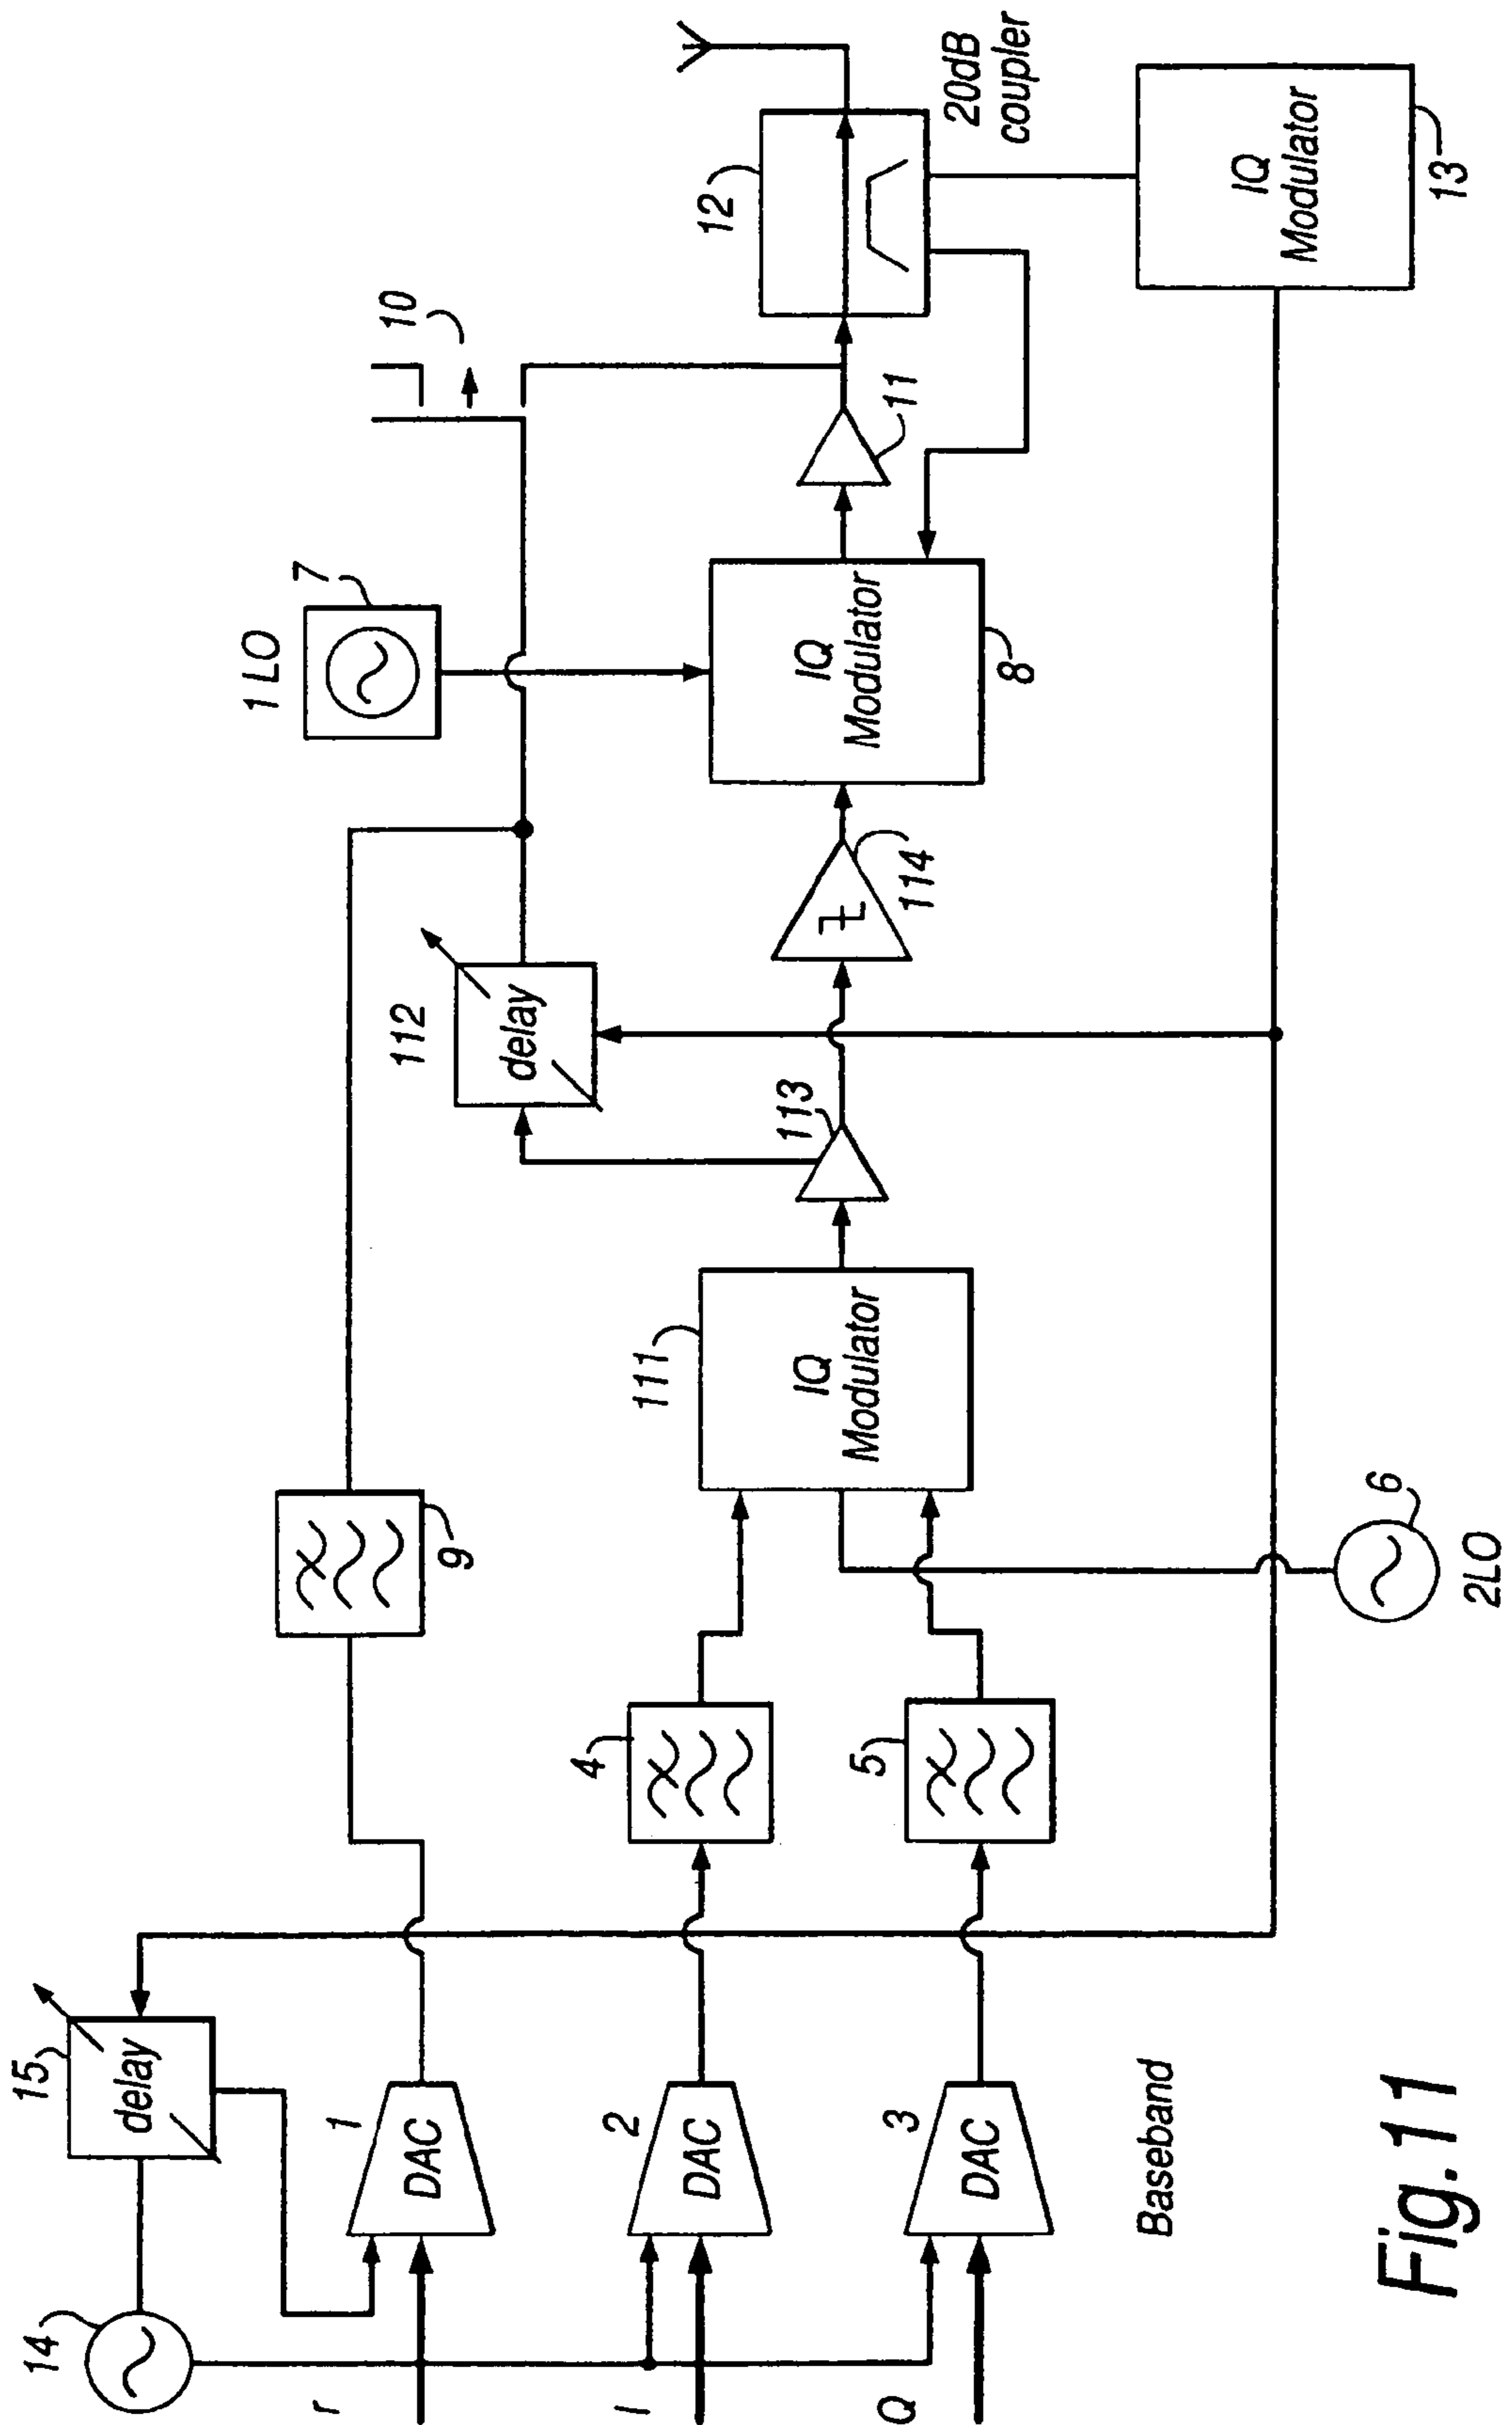 14
15
delay
r
1
DAC
I
2
DAC
Q
3
DAC
Baseband
9
4
5
111
IQ
Modulator
6
2LO
112
delay
113
114
1 LO
7
IQ
Modulator
8
10
11
12
20dB
coupler
IQ
Modulator
13
Fig.11